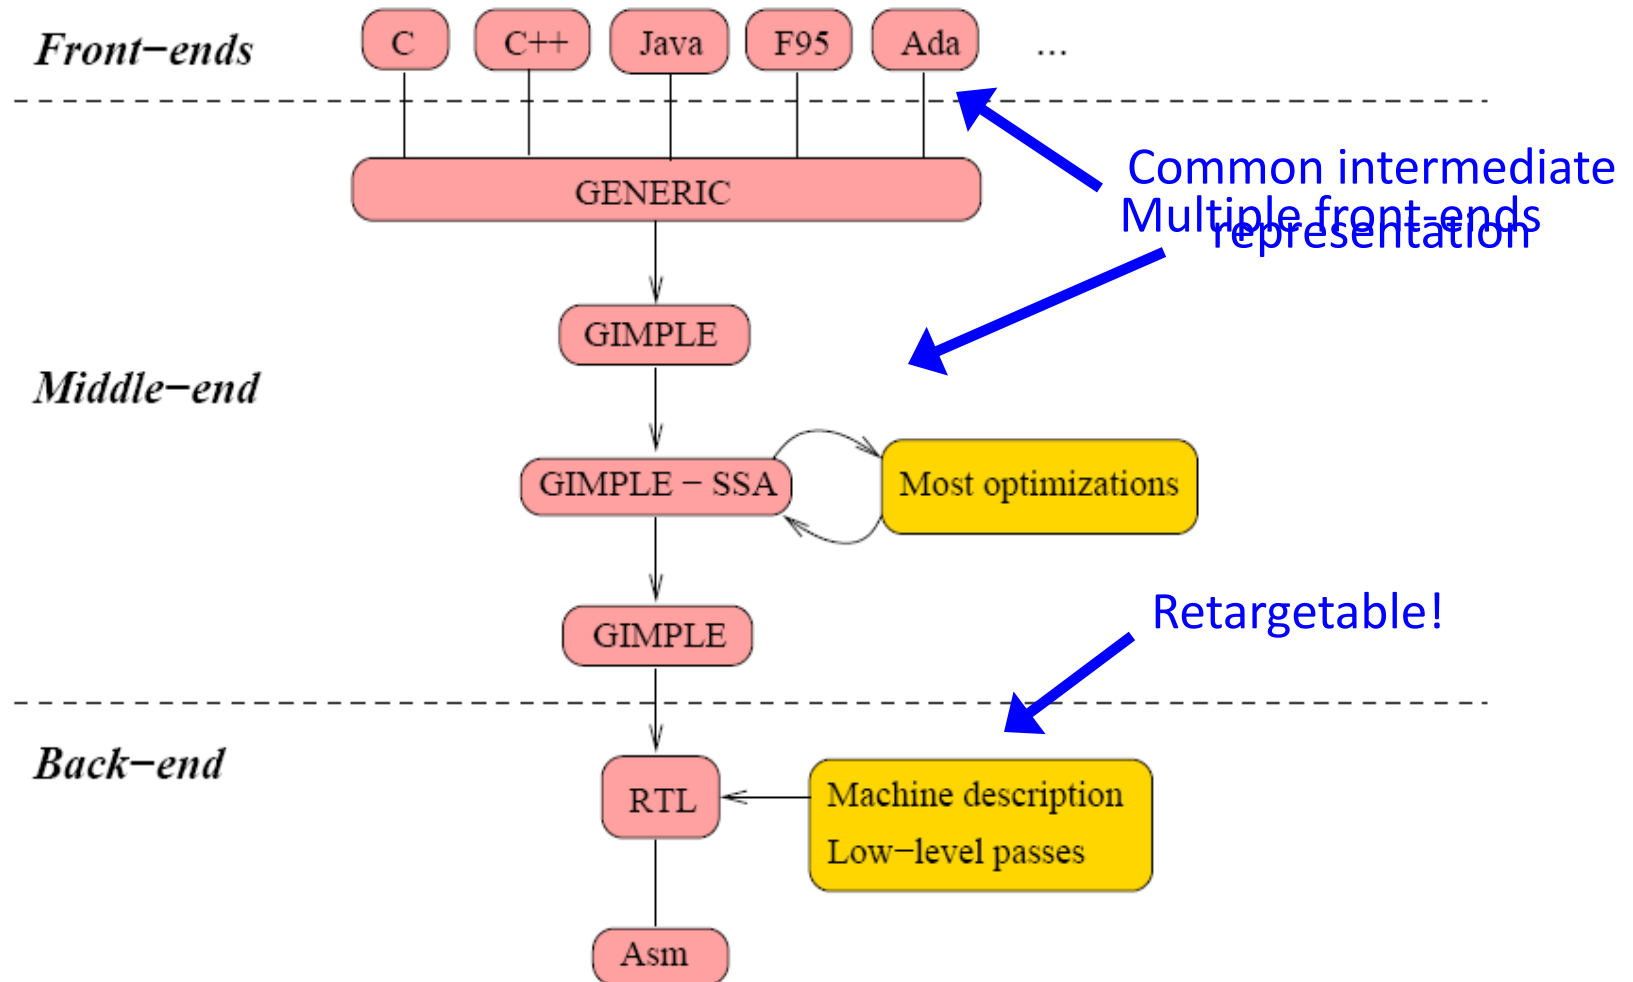 Front−ends
C
C++
Java
F95
Ada
...
Common intermediate
representation
Multiple front-ends
GENERIC
GIMPLE
Middle−end
GIMPLE − SSA
Most optimizations
GIMPLE
Retargetable!
Back−end
RTL
Machine description
Low−level passes
Asm